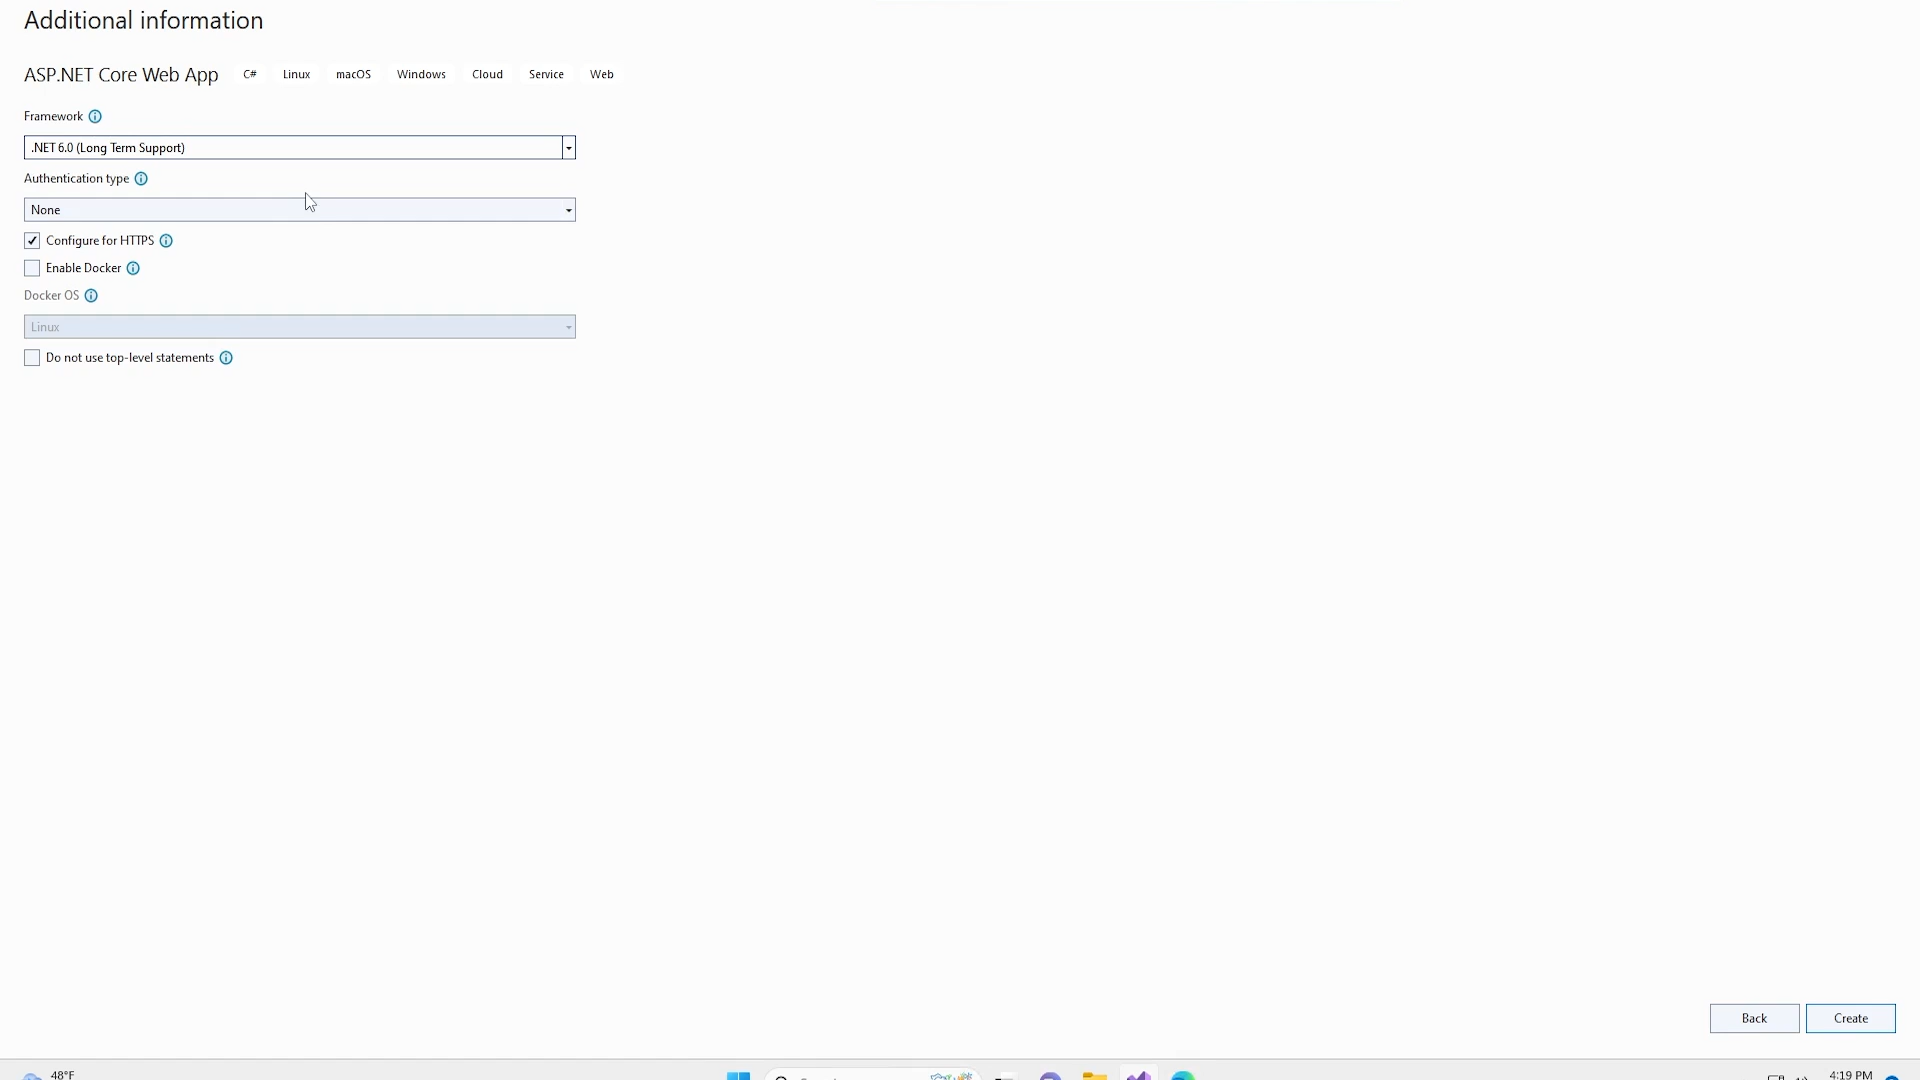 Additional information
ASP.NET Core Web App C# Linux macOS Windows Cloud Service Web
Framework
.NET 6.0 (Long Term Support)
Authentication type
None
Configure for HTTPS
Enable Docker
Docker OS
Linux
Do not use top-level statements
Back Create
48°F
4:19 PM